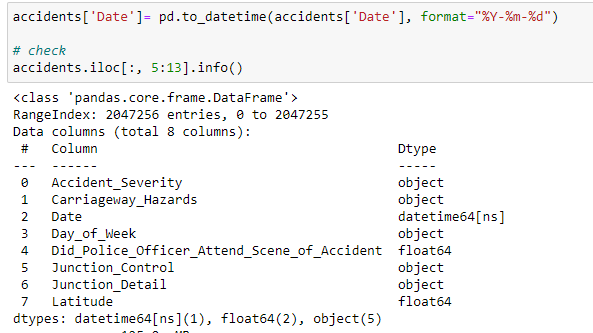 accidents['Date']= pd.to_datetime(accidents['Date'], format="%Y-%m-%d")
# check
accidents.iloc[:, 5:13].info()
<class 'pandas.core.frame.DataFrame'>
RangeIndex: 2047256 entries, 0 to 2047255
Data columns (total 8 columns):
 #   Column                                       Dtype
---  ------                                       -----
 0   Accident_Severity                            object
 1   Carriageway_Hazards                          object
 2   Date                                         datetime64[ns]
 3   Day_of_Week                                  object
 4   Did_Police_Officer_Attend_Scene_of_Accident  float64
 5   Junction_Control                             object
 6   Junction_Detail                              object
 7   Latitude                                     float64
dtypes: datetime64[ns](1), float64(2), object(5)